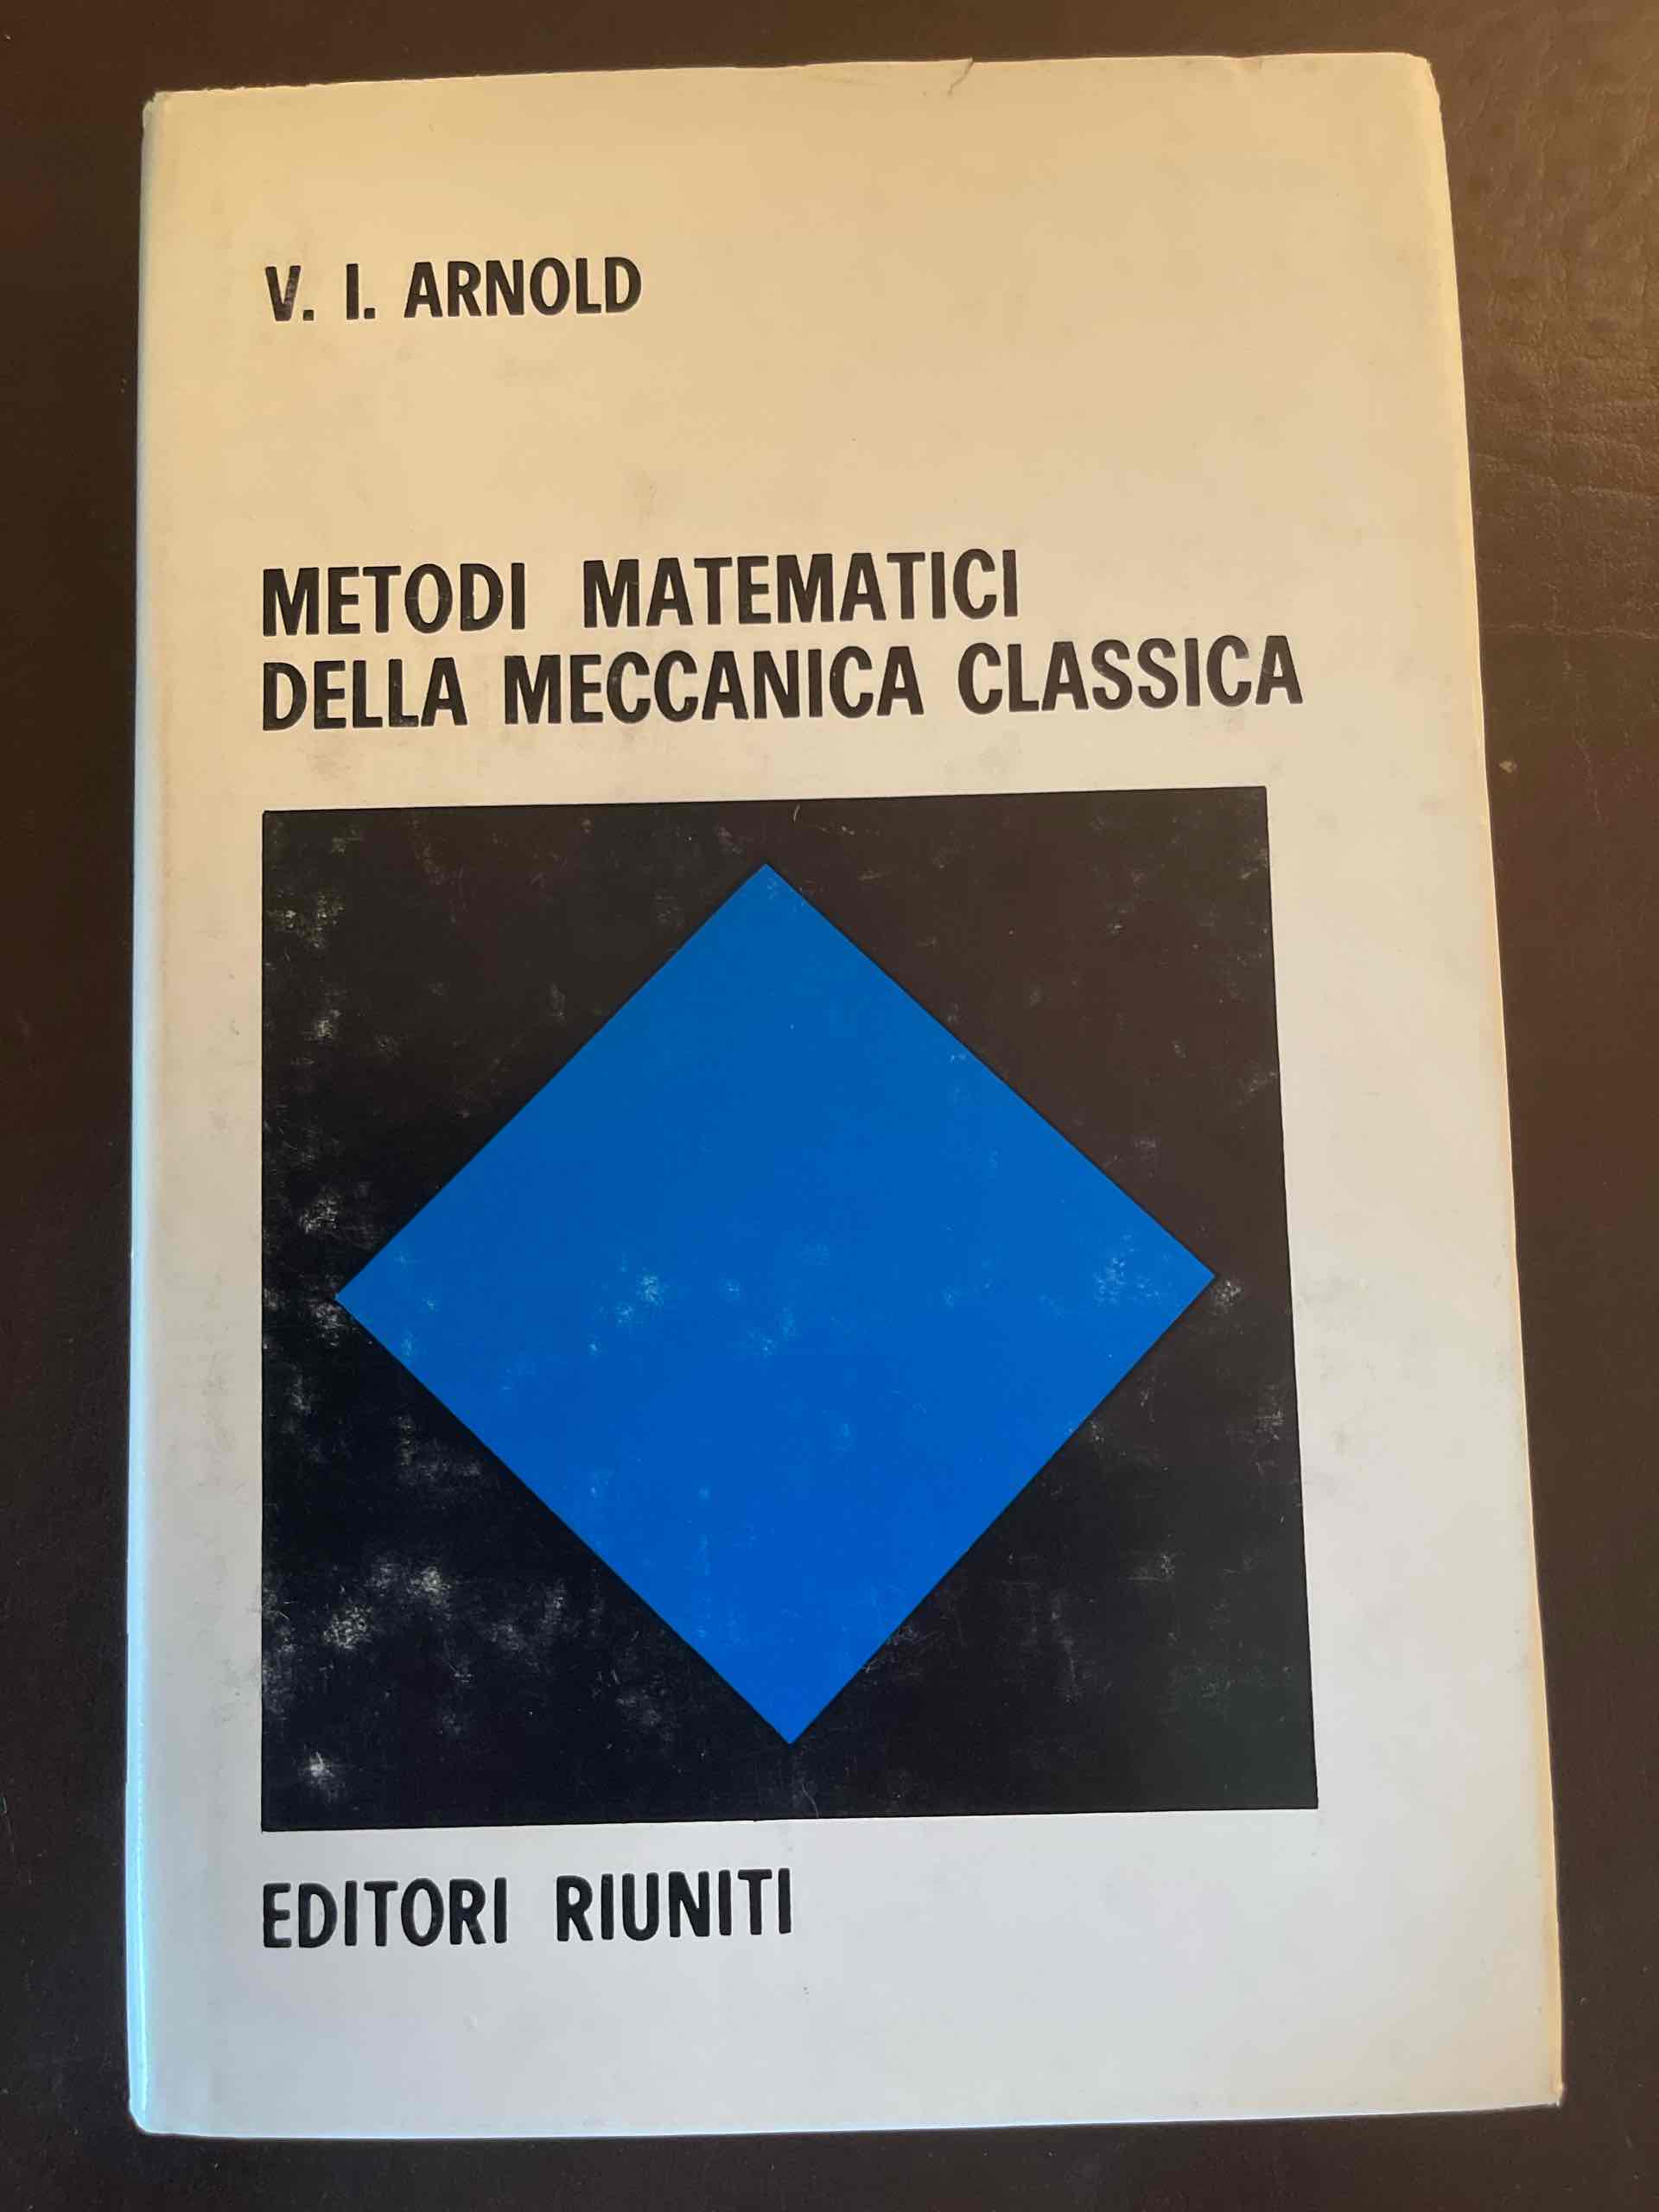 V. I. ARNOLD
METODI MATEMATICI
DELLA MECCANICA CLASSICA
EDITORI RIUNITI